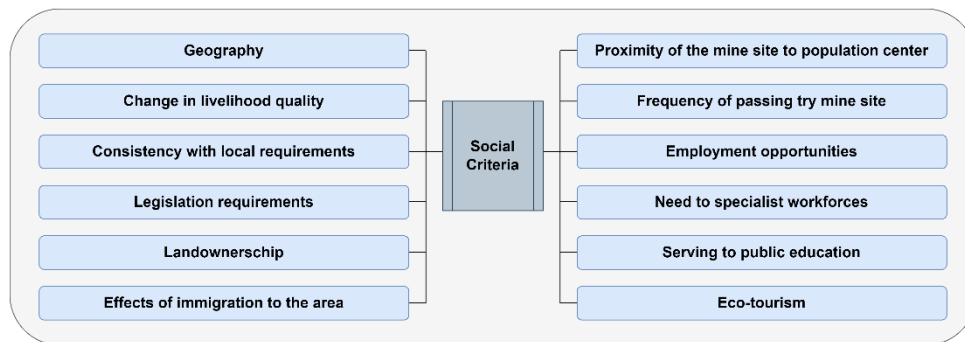 Geography
Change in livelihood quality
Consistency with local requirements
Legislation requirements
Landownerschip
Effects of immigration to the area
Social
Criteria
Proximity of the mine site to population center
Frequency of passing try mine site
Employment opportunities
Need to specialist workforces
Serving to public education
Eco-tourism